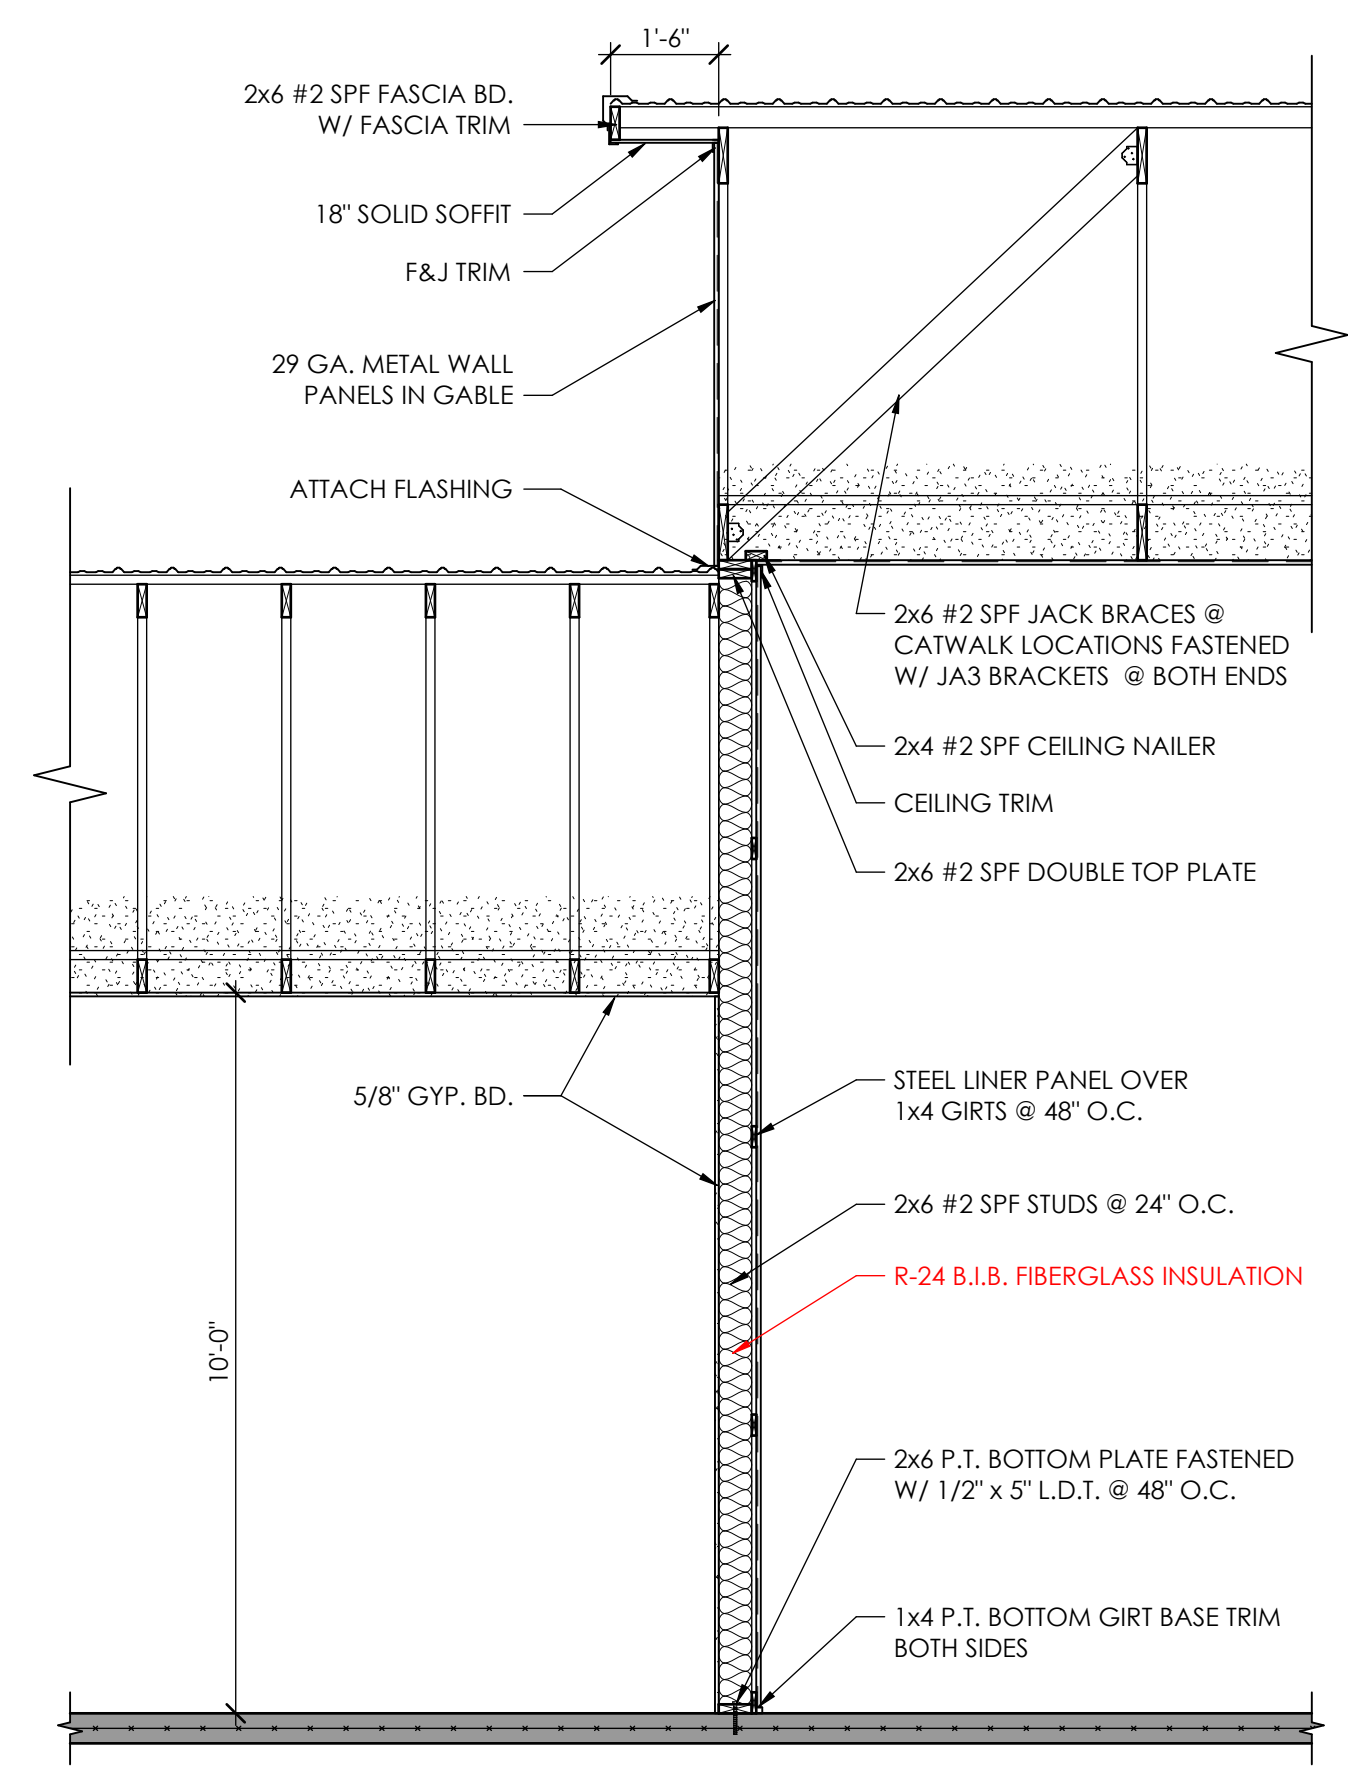 1'-6"
2x6 #2 SPF FASCIA BD.
W/ FASCIA TRIM
18" SOLID SOFFIT
F&J TRIM
29 GA. METAL WALL
PANELS IN GABLE
ATTACH FLASHING
2x6 #2 SPF JACK BRACES @
CATWALK LOCATIONS FASTENED
W/ JA3 BRACKETS @ BOTH ENDS
2x4 #2 SPF CEILING NAILER
CEILING TRIM
2x6 #2 SPF DOUBLE TOP PLATE
5/8" GYP. BD.
STEEL LINER PANEL OVER
1x4 GIRTS @ 48" O.C.
2x6 #2 SPF STUDS @ 24" O.C.
R-24 B.I.B. FIBERGLASS INSULATION
10'-0"
2x6 P.T. BOTTOM PLATE FASTENED
W/ 1/2" x 5" L.D.T. @ 48" O.C.
1x4 P.T. BOTTOM GIRT BASE TRIM
BOTH SIDES